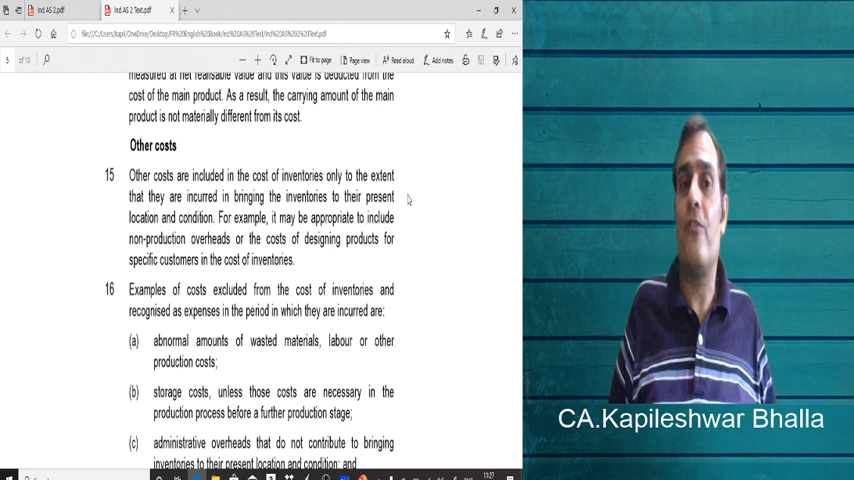 Ind AS 2.pdf
Ind AS 2 Text.pdf
5 of 13
Fit to page
Page view
Read aloud
Add notes
measured at net realisable value and this value is deducted from the
cost of the main product. As a result, the carrying amount of the main
product is not materially different from its cost.
Other costs
15 Other costs are included in the cost of inventories only to the extent
that they are incurred in bringing the inventories to their present
location and condition. For example, it may be appropriate to include
non-production overheads or the costs of designing products for
specific customers in the cost of inventories.
16 Examples of costs excluded from the cost of inventories and
recognised as expenses in the period in which they are incurred are:
(a) abnormal amounts of wasted materials, labour or other
production costs;
(b) storage costs, unless those costs are necessary in the
production process before a further production stage;
(c) administrative overheads that do not contribute to bringing
inventories to their present location and condition; and
11:27
CA.Kapileshwar Bhalla